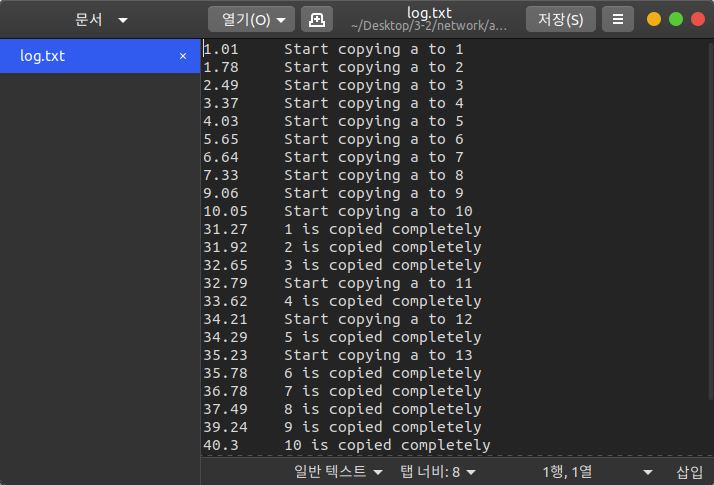 문서
열기(O)
log.txt
~/Desktop/3-2/network/a...
저장(S)
log.txt
1.01 Start copying a to 1
1.78 Start copying a to 2
2.49 Start copying a to 3
3.37 Start copying a to 4
4.03 Start copying a to 5
5.65 Start copying a to 6
6.64 Start copying a to 7
7.33 Start copying a to 8
9.06 Start copying a to 9
10.05 Start copying a to 10
31.27 1 is copied completely
31.92 2 is copied completely
32.65 3 is copied completely
32.79 Start copying a to 11
33.62 4 is copied completely
34.21 Start copying a to 12
34.29 5 is copied completely
35.23 Start copying a to 13
35.78 6 is copied completely
36.78 7 is copied completely
37.49 8 is copied completely
39.24 9 is copied completely
40.3 10 is copied completely
일반 텍스트 탭 너비: 8 1행, 1열 삽입